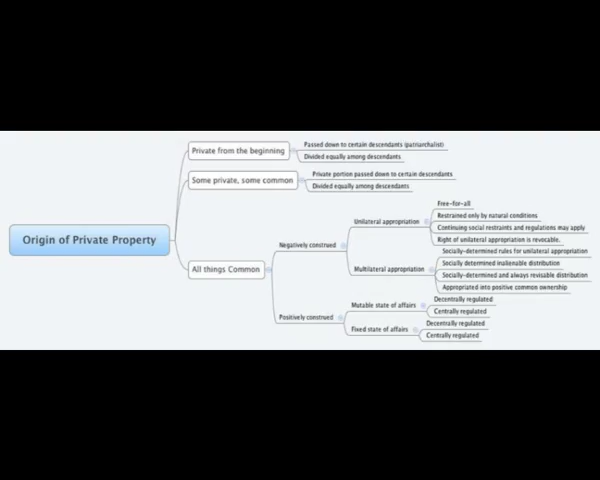 Origin of Private Property
Private from the beginning
Passed down to certain descendants (patriarchalist)
Divided equally among descendants
Some private, some common
Private portion passed down to certain descendants
Divided equally among descendants
All things Common
Negatively construed
Unilateral appropriation
Free-for-all
Restrained only by natural conditions
Continuing social restraints and regulations may apply
Right of unilateral appropriation is revocable.
Multilateral appropriation
Socially-determined rules for unilateral appropriation
Socially determined inalienable distribution
Socially-determined and always revisable distribution
Appropriated into positive common ownership
Positively construed
Mutable state of affairs
Decentrally regulated
Centrally regulated
Fixed state of affairs
Decentrally regulated
Centrally regulated